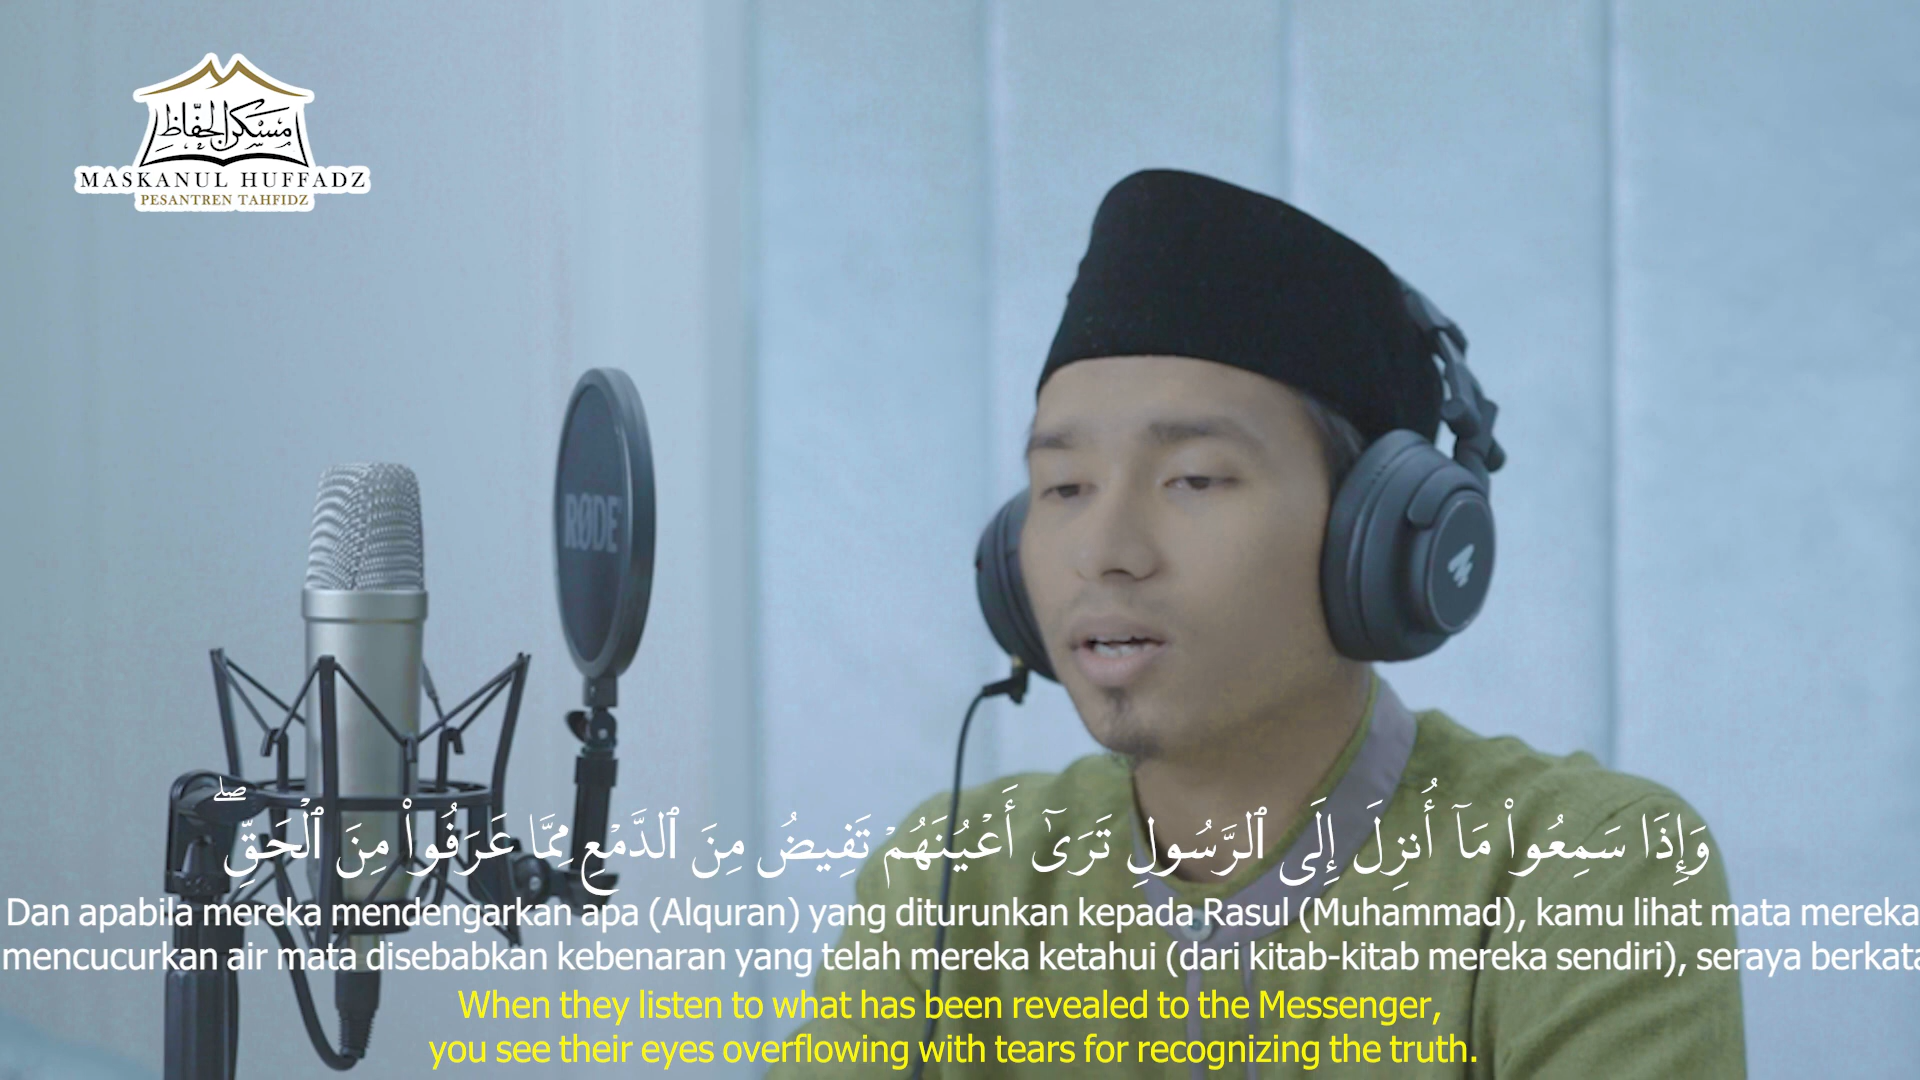 مسكن الحفاظ
MASKANUL HUFFADZ
PESANTREN TAHFIDZ
RØDE
وَإِذَا سَمِعُوا۟ مَآ أُنزِلَ إِلَى ٱلرَّسُولِ تَرَىٰٓ أَعْيُنَهُمْ تَفِيضُ مِنَ ٱلدَّمْعِ مِمَّا عَرَفُوا۟ مِنَ ٱلْحَقِّ ۖ
Dan apabila mereka mendengarkan apa (Alquran) yang diturunkan kepada Rasul (Muhammad), kamu lihat mata mereka
mencucurkan air mata disebabkan kebenaran yang telah mereka ketahui (dari kitab-kitab mereka sendiri), seraya berkata
When they listen to what has been revealed to the Messenger,
you see their eyes overflowing with tears for recognizing the truth.